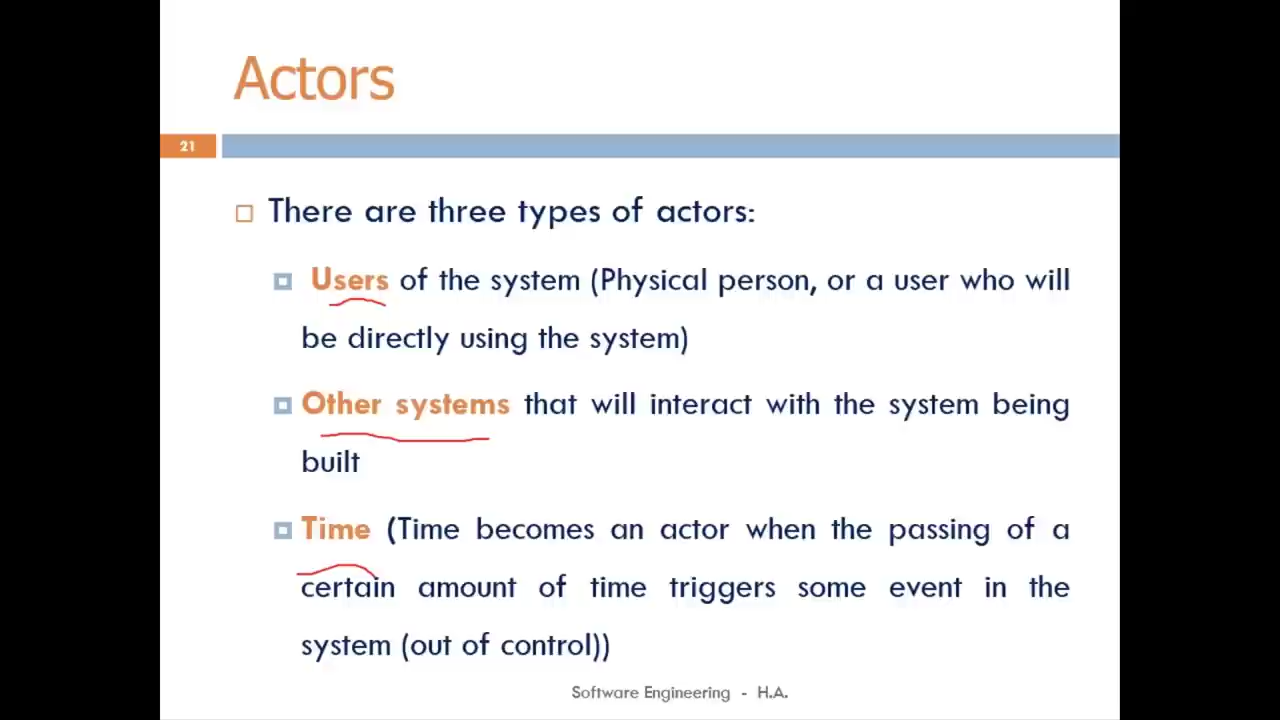 Actors
21
There are three types of actors:
Users of the system (Physical person, or a user who will
be directly using the system)
Other systems that will interact with the system being
built
Time (Time becomes an actor when the passing of a
certain amount of time triggers some event in the
system (out of control))
Software Engineering - H.A.